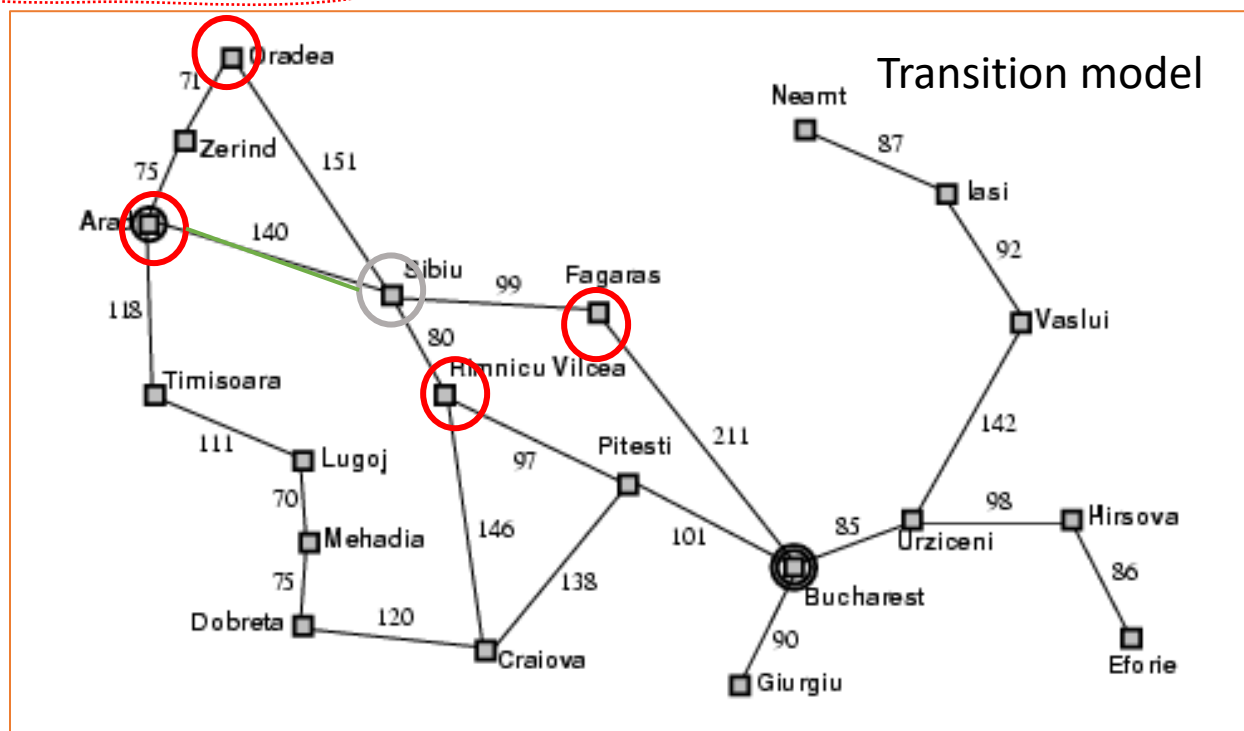 Oradea
Transition model
71
Neamt
Zerind
87
75
151
Iasi
Arad
140
92
Sibiu
Fagaras
99
118
80
Vaslui
Rimnicu Vilcea
Timisoara
142
111
Pitesti
211
Lugoj
97
70
98
Hirsova
146
85
Mehadia
101
Urziceni
138
86
75
Bucharest
Dobreta
120
90
Craiova
Eforie
Giurgiu